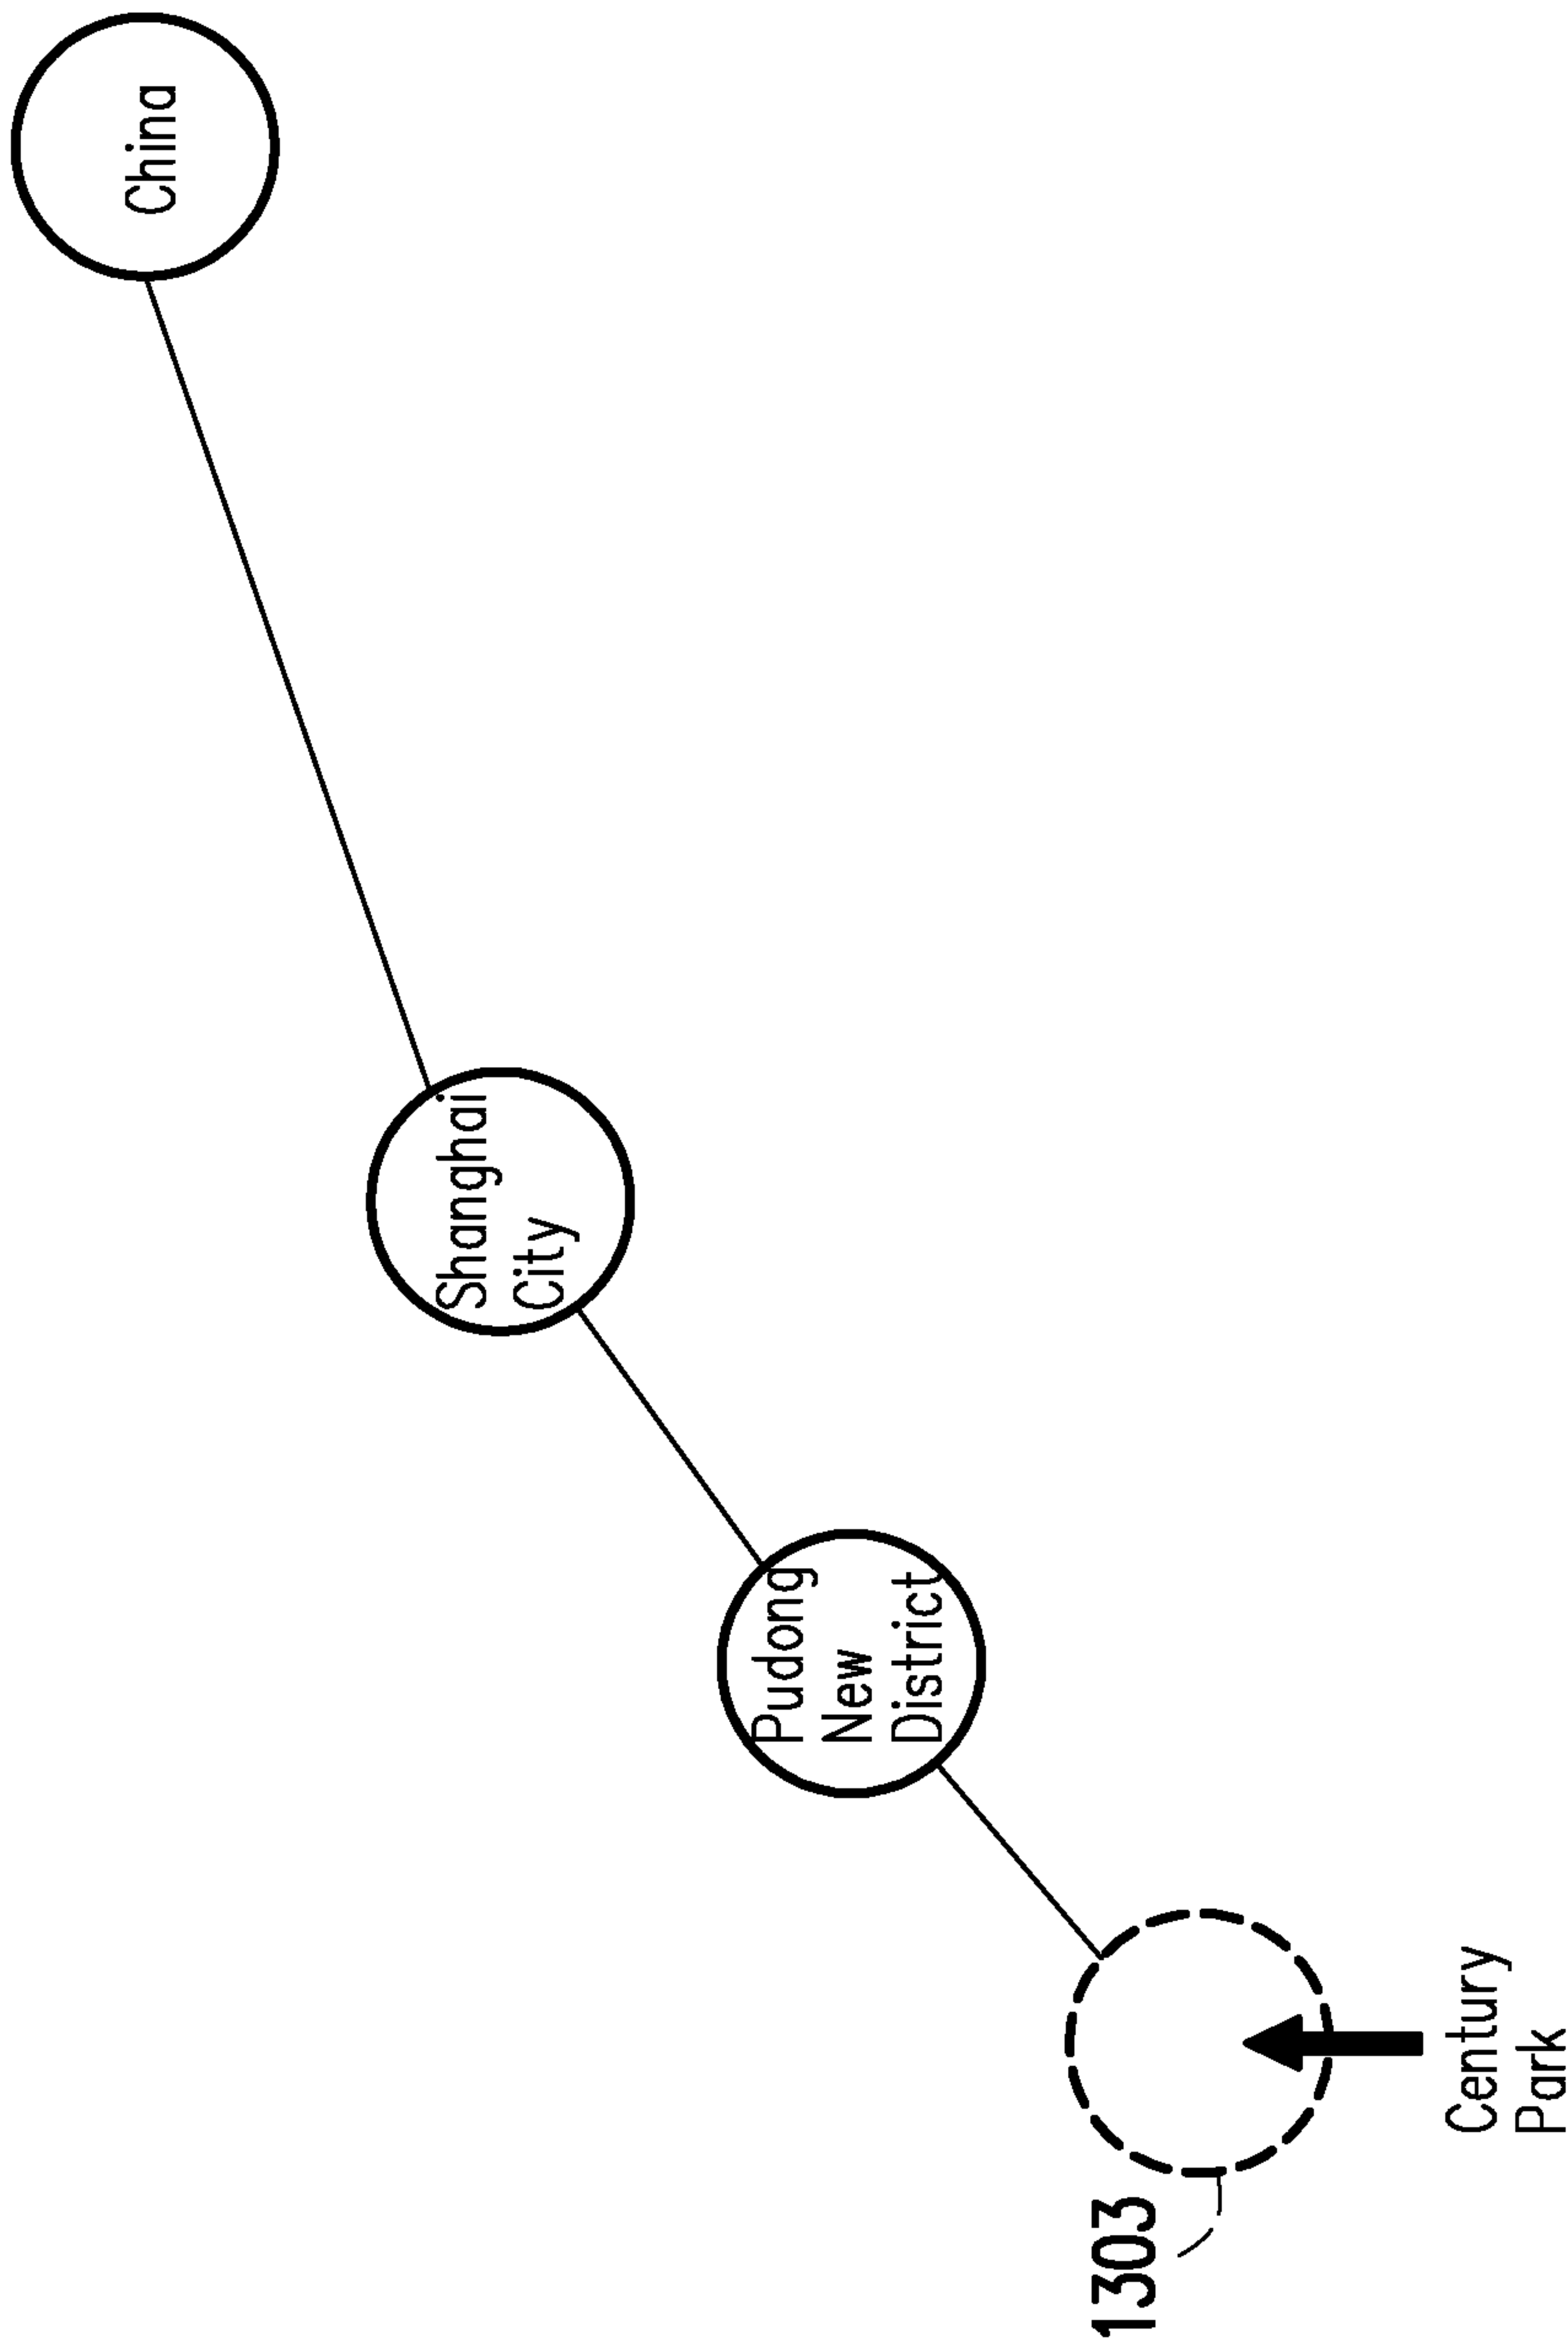 China
Shanghai
City
Pudong
New
District
1303
Century
Park